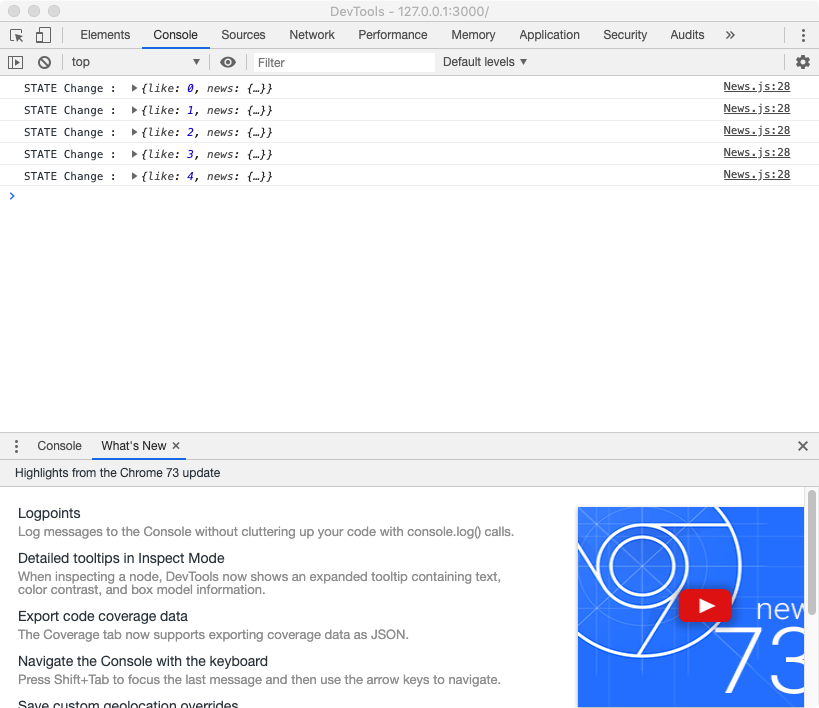 DevTools - 127.0.0.1:3000/
Elements Console Sources Network Performance Memory Application Security Audits »
top ▼ Filter Default levels ▼
STATE Change : ▶{like: 0, news: {…}} News.js:28
STATE Change : ▶{like: 1, news: {…}} News.js:28
STATE Change : ▶{like: 2, news: {…}} News.js:28
STATE Change : ▶{like: 3, news: {…}} News.js:28
STATE Change : ▶{like: 4, news: {…}} News.js:28
Console What's New ×
Highlights from the Chrome 73 update
Logpoints
Log messages to the Console without cluttering up your code with console.log() calls.
Detailed tooltips in Inspect Mode
When inspecting a node, DevTools now shows an expanded tooltip containing text,
color contrast, and box model information.
Export code coverage data
The Coverage tab now supports exporting coverage data as JSON.
Navigate the Console with the keyboard
Press Shift+Tab to focus the last message and then use the arrow keys to navigate.
Save custom geolocation overrides
new
73